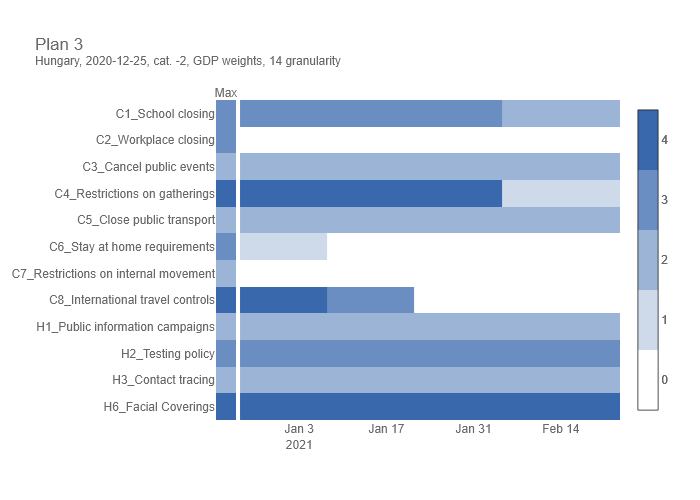 Plan 3
Hungary, 2020-12-25, cat. -2, GDP weights, 14 granularity
Max
C1_School closing
C2_Workplace closing
C3_Cancel public events
C4_Restrictions on gatherings
C5_Close public transport
C6_Stay at home requirements
C7_Restrictions on internal movement
C8_International travel controls
H1_Public information campaigns
H2_Testing policy
H3_Contact tracing
H6_Facial Coverings
Jan 3 Jan 17 Jan 31 Feb 14
2021
4
3
2
1
0